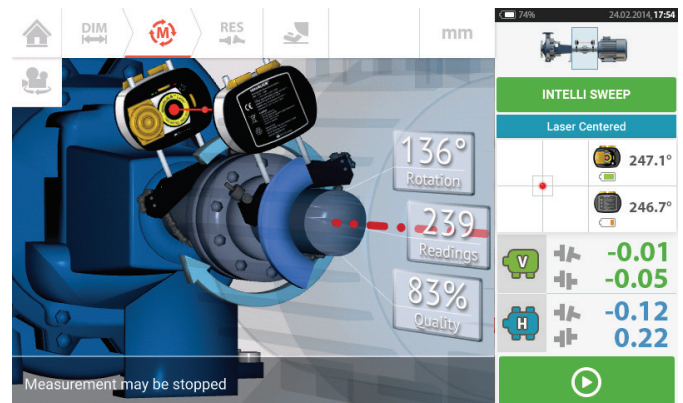 DIM
M
RES
mm
74%
24.02.2014, 17:54
INTELLI SWEEP
Laser Centered
247.1°
246.7°
136°
Rotation
239
Readings
83%
Quality
V
-0.01
-0.05
H
-0.12
0.22
Measurement may be stopped